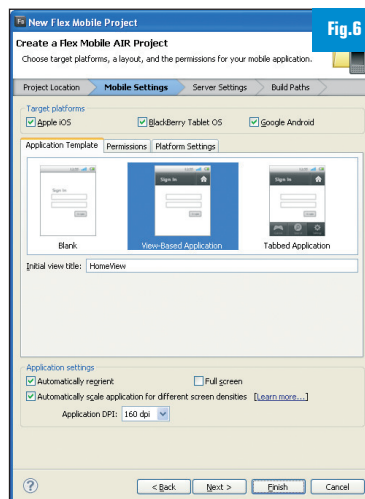 Fb New Flex Mobile Project
Fig.6
Create a Flex Mobile AIR Project
Choose target platforms, a layout, and the permissions for your mobile application.
Project Location Mobile Settings Server Settings Build Paths
Target platforms
Apple iOS BlackBerry Tablet OS Google Android
Application Template Permissions Platform Settings
Sign In Sign In Sign In
Blank View-Based Application Tabbed Application
Initial view title: HomeView
Application settings
Automatically reorient Full screen
Automatically scale application for different screen densities [Learn more...]
Application DPI: 160 dpi
? < Back Next > Finish Cancel